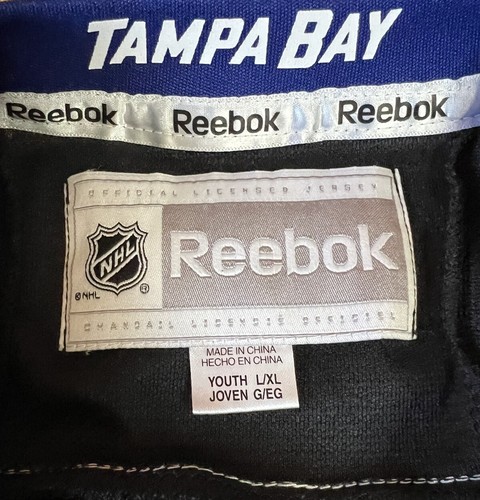 TAMPA BAY
Reebok Reebok Reebok
OFFICIAL LICENSED JERSEY
NHL
Reebok
©NHL ®
CHANDAIL LICENSIÉ OFFICIEL
MADE IN CHINA
HECHO EN CHINA
YOUTH L/XL
JOVEN G/EG